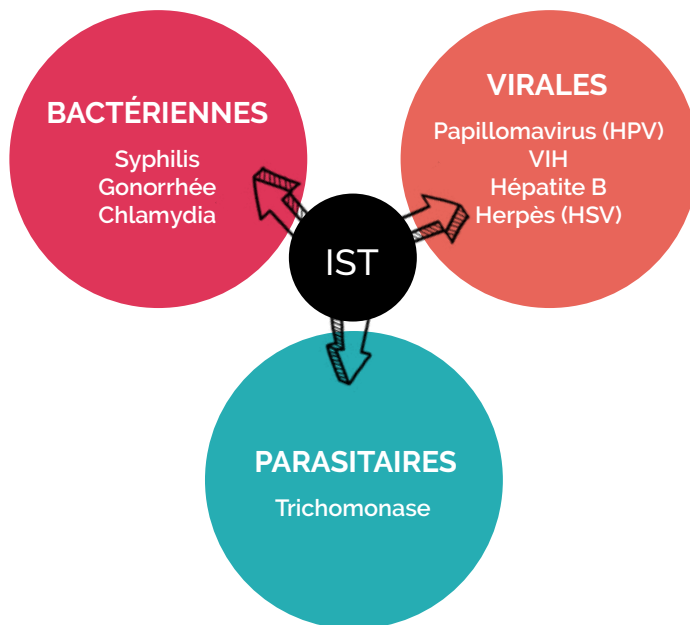 BACTÉRIENNES
Syphilis
Gonorrhée
Chlamydia
VIRALES
Papillomavirus (HPV)
VIH
Hépatite B
Herpès (HSV)
IST
PARASITAIRES
Trichomonase